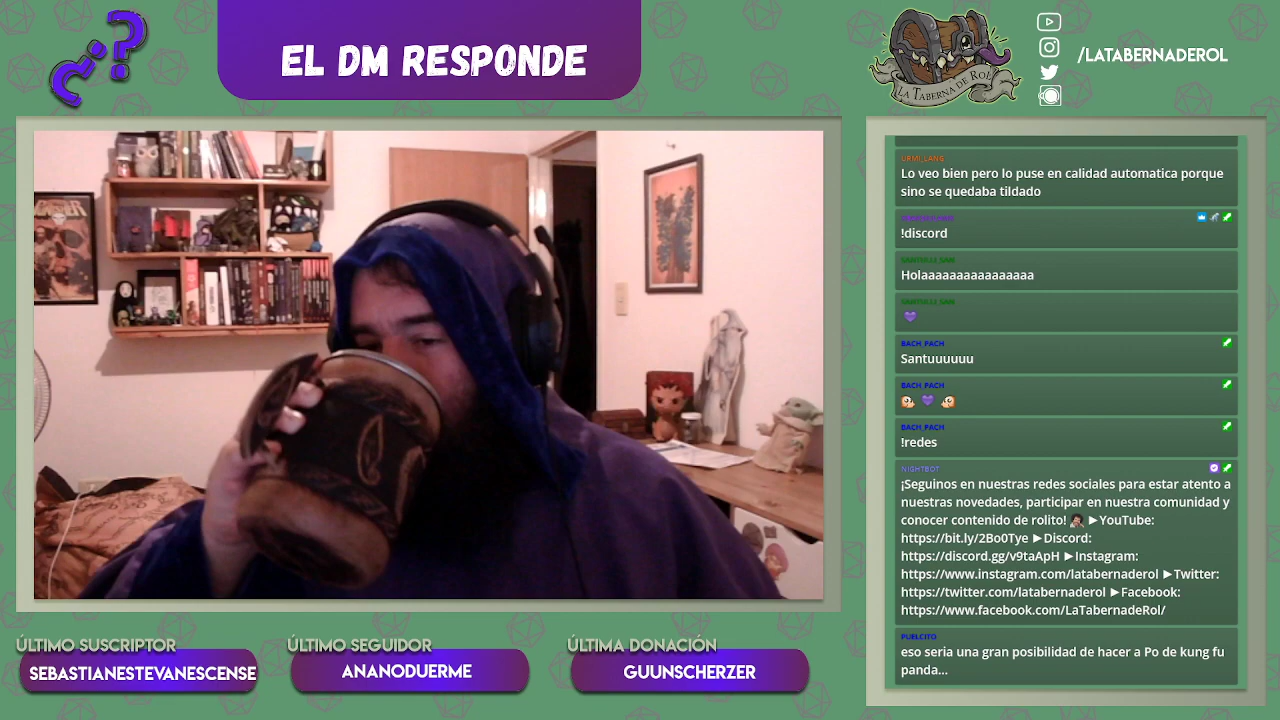 EL DM RESPONDE
LA TABERNA DE ROL
/LATABERNADEROL
URMI_LANG
Lo veo bien pero lo puse en calidad automatica porque
sino se quedaba tildado
!discord
SANTULLI_SAN
Holaaaaaaaaaaaaaaaaa
SANTULLI_SAN
BACH_PACH
Santuuuuuu
BACH_PACH
BACH_PACH
!redes
NIGHTBOT
¡Seguinos en nuestras redes sociales para estar atento a
nuestras novedades, participar en nuestra comunidad y
conocer contenido de rolito! ►YouTube:
https://bit.ly/2Bo0Tye ►Discord:
https://discord.gg/v9taApH ►Instagram:
https://www.instagram.com/latabernaderol ►Twitter:
https://twitter.com/latabernaderol ►Facebook:
https://www.facebook.com/LaTabernadeRol/
PUELCITO
eso seria una gran posibilidad de hacer a Po de kung fu
panda...
ÚLTIMO SUSCRIPTOR
SEBASTIANESTEVANESCENSE
ÚLTIMO SEGUIDOR
ANANODUERME
ÚLTIMA DONACIÓN
GUUNSCHERZER